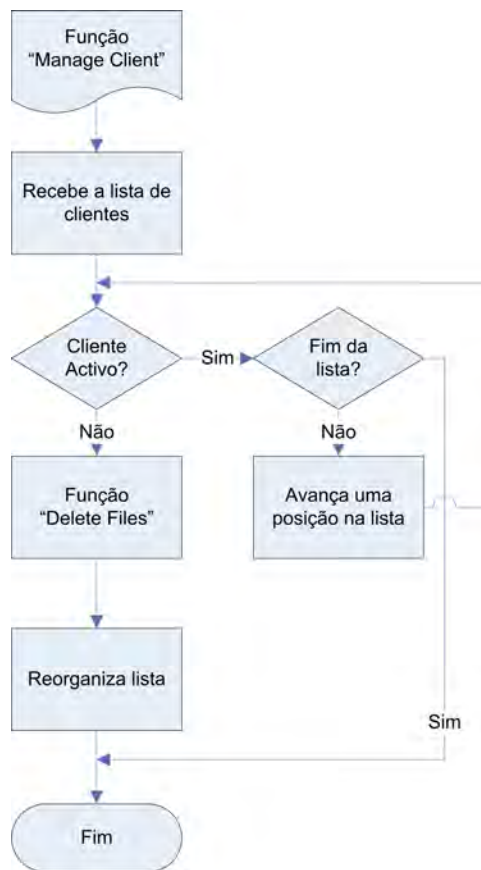 Função
“Manage Client”
Recebe a lista de
clientes
Cliente
Activo?
Sim
Fim da
lista?
Não
Não
Função
“Delete Files”
Avança uma
posição na lista
Reorganiza lista
Sim
Fim